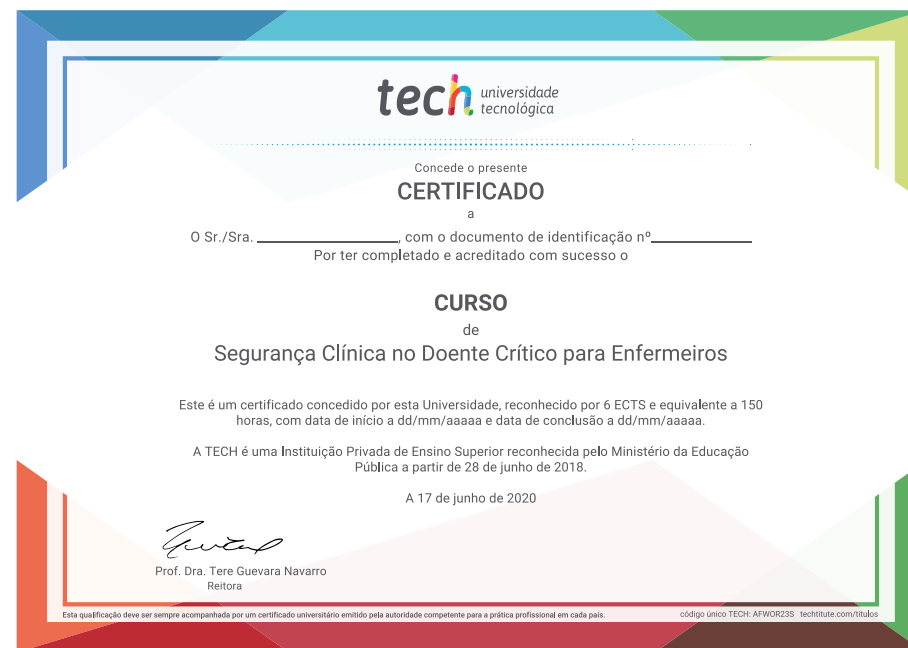 tech universidade
tecnológica
Concede o presente
CERTIFICADO
a
O Sr./Sra. ____________________, com o documento de identificação nº______________
Por ter completado e acreditado com sucesso o
CURSO
de
Segurança Clínica no Doente Crítico para Enfermeiros
Este é um certificado concedido por esta Universidade, reconhecido por 6 ECTS e equivalente a 150
horas, com data de início a dd/mm/aaaaa e data de conclusão a dd/mm/aaaaa.
A TECH é uma Instituição Privada de Ensino Superior reconhecida pelo Ministério da Educação
Pública a partir de 28 de junho de 2018.
A 17 de junho de 2020
Prof. Dra. Tere Guevara Navarro
Reitora
Esta qualificação deve ser sempre acompanhada por um certificado universitário emitido pela autoridade competente para a prática profissional em cada país.
código único TECH: AFWOR23S techtitute.com/titulos